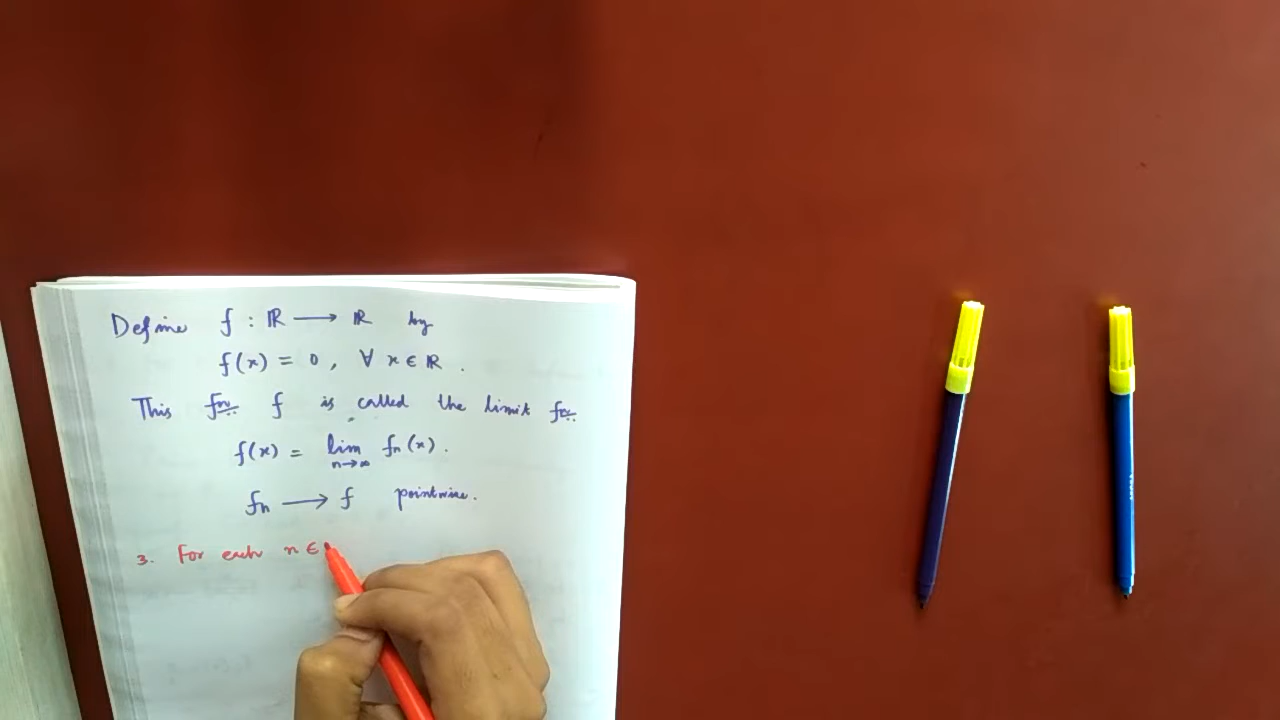 Define f : ℝ ⟶ ℝ by
f(x) = 0, ∀ x ∈ ℝ.
This fn f is called the limit fn.
f(x) = lim n→∞ fn(x).
fn ⟶ f pointwise.
3. For each n ∈